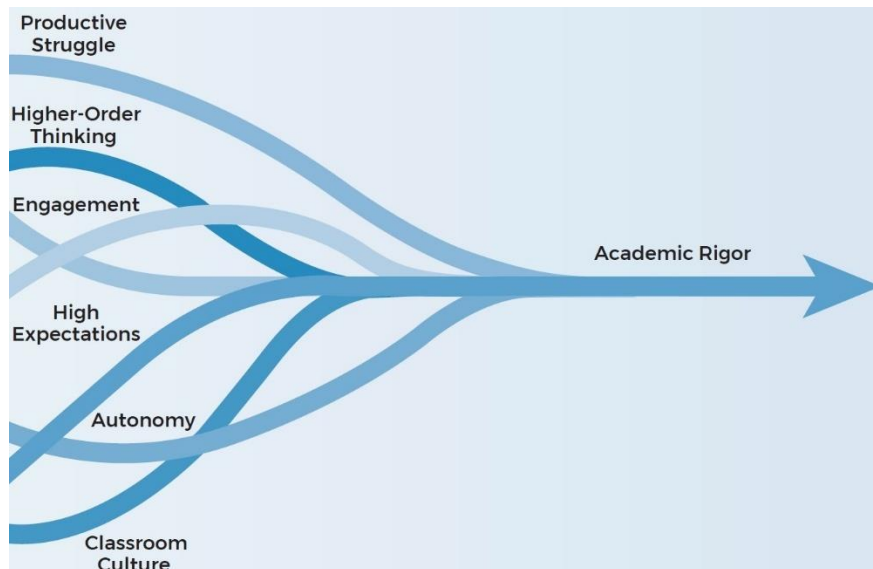 Productive
Struggle
Higher-Order
Thinking
Engagement
Academic Rigor
High
Expectations
Autonomy
Classroom
Culture